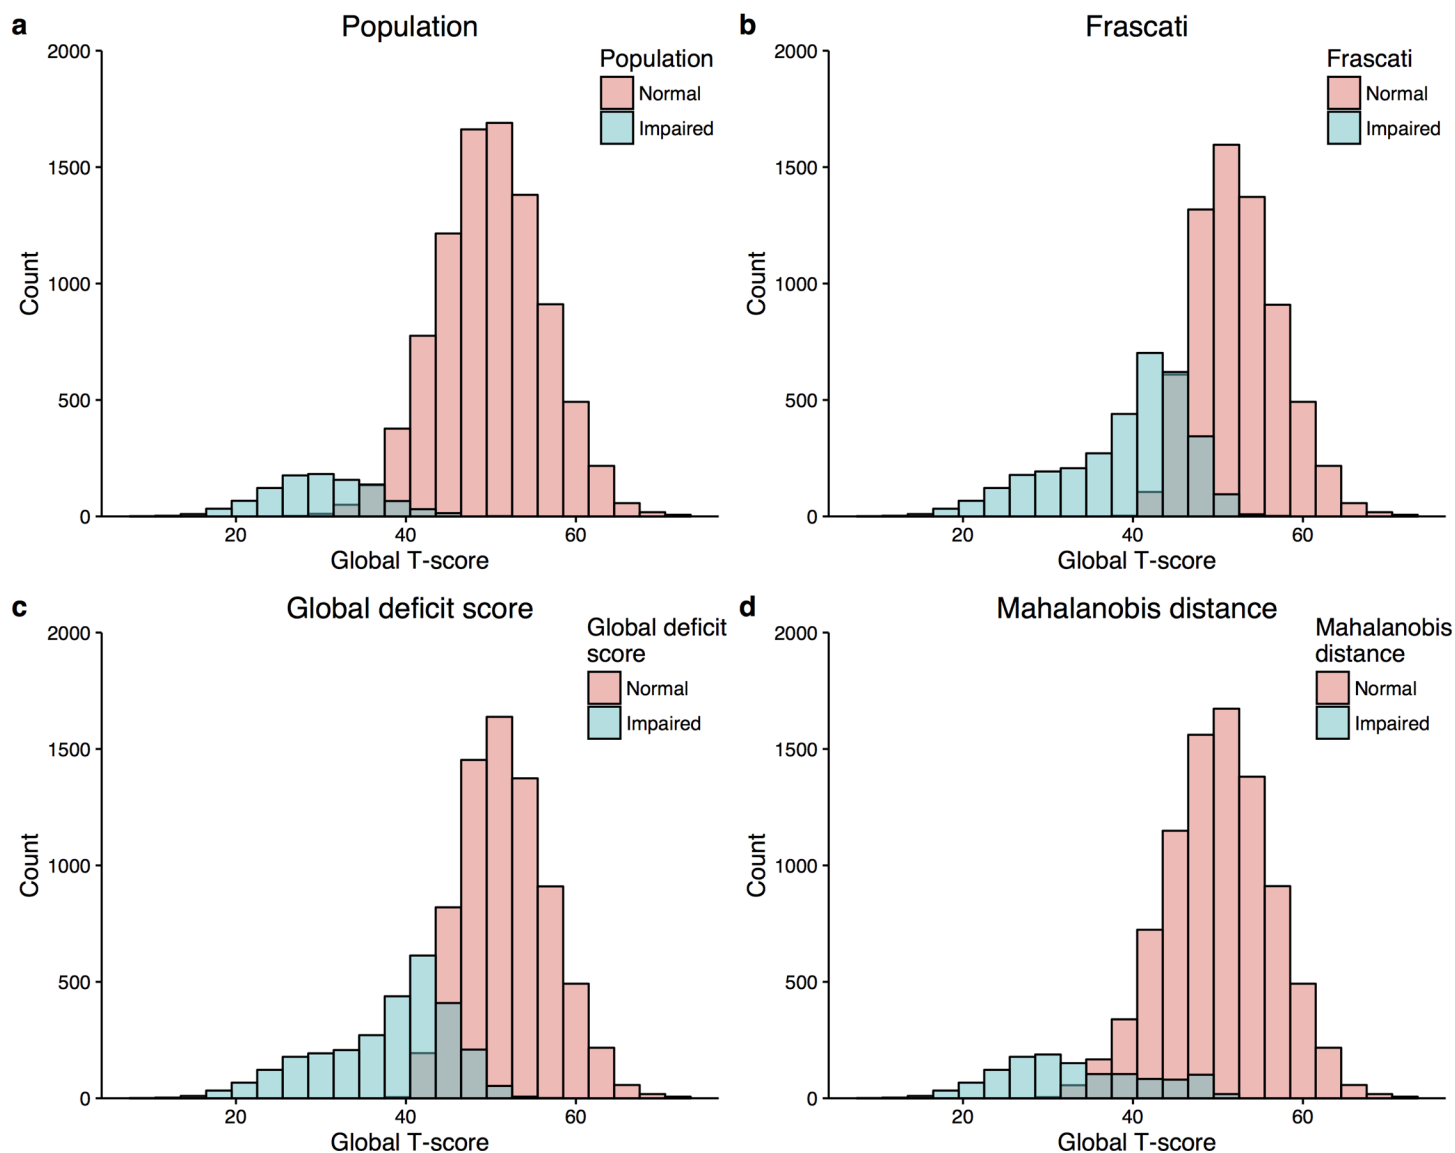 a
Population
2000
1500
1000
500
0
Count
20
40
60
Global T-score
Population
Normal
Impaired
b
Frascati
2000
1500
1000
500
0
Count
20
40
60
Global T-score
Frascati
Normal
Impaired
c
Global deficit score
2000
1500
1000
500
0
Count
20
40
60
Global T-score
Global deficit
score
Normal
Impaired
d
Mahalanobis distance
2000
1500
1000
500
0
Count
20
40
60
Global T-score
Mahalanobis
distance
Normal
Impaired